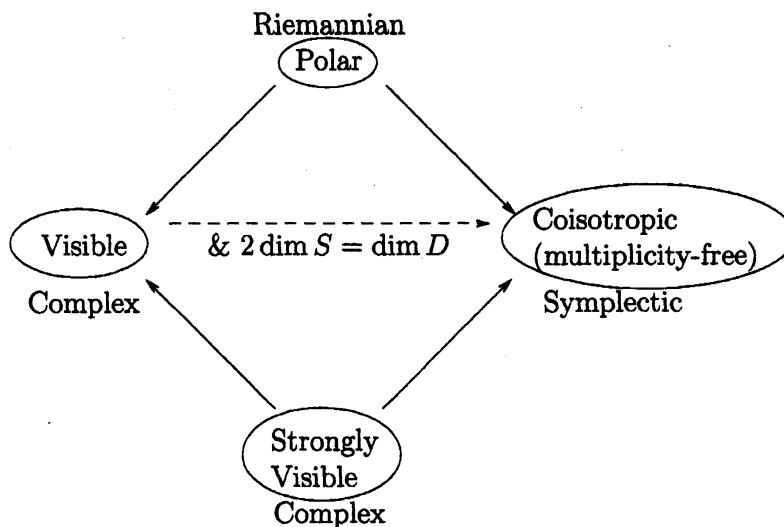 Riemannian
Polar
Visible
Complex
& 2 dim S = dim D
Coisotropic
(multiplicity-free)
Symplectic
Strongly
Visible
Complex